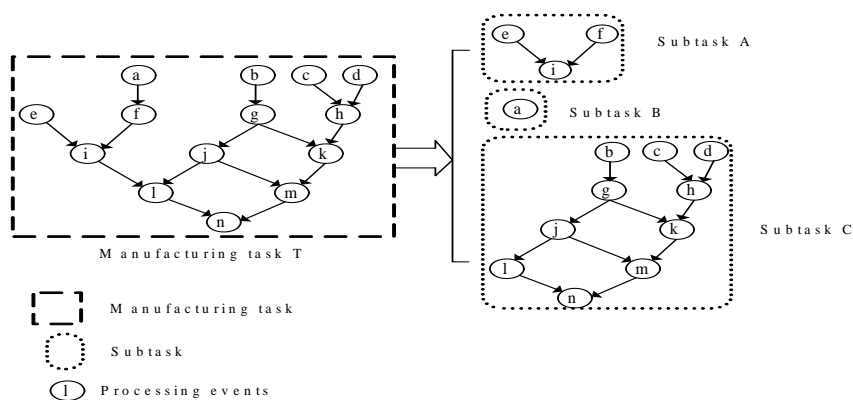 a b c d
e f g h
i j k
l m
n
Manufacturing task T
e f
i
Subtask A
a
Subtask B
b c d
g h
j k
l m
n
Subtask C
Manufacturing task
Subtask
l Processing events